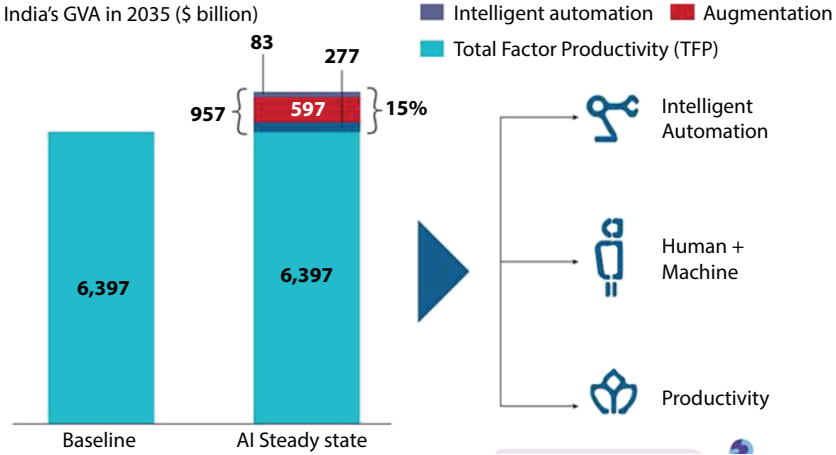 India's GVA in 2035 ($ billion)
Intelligent automation
Augmentation
Total Factor Productivity (TFP)
83
277
957
597
15%
6,397
6,397
Baseline
AI Steady state
Intelligent
Automation
Human +
Machine
Productivity